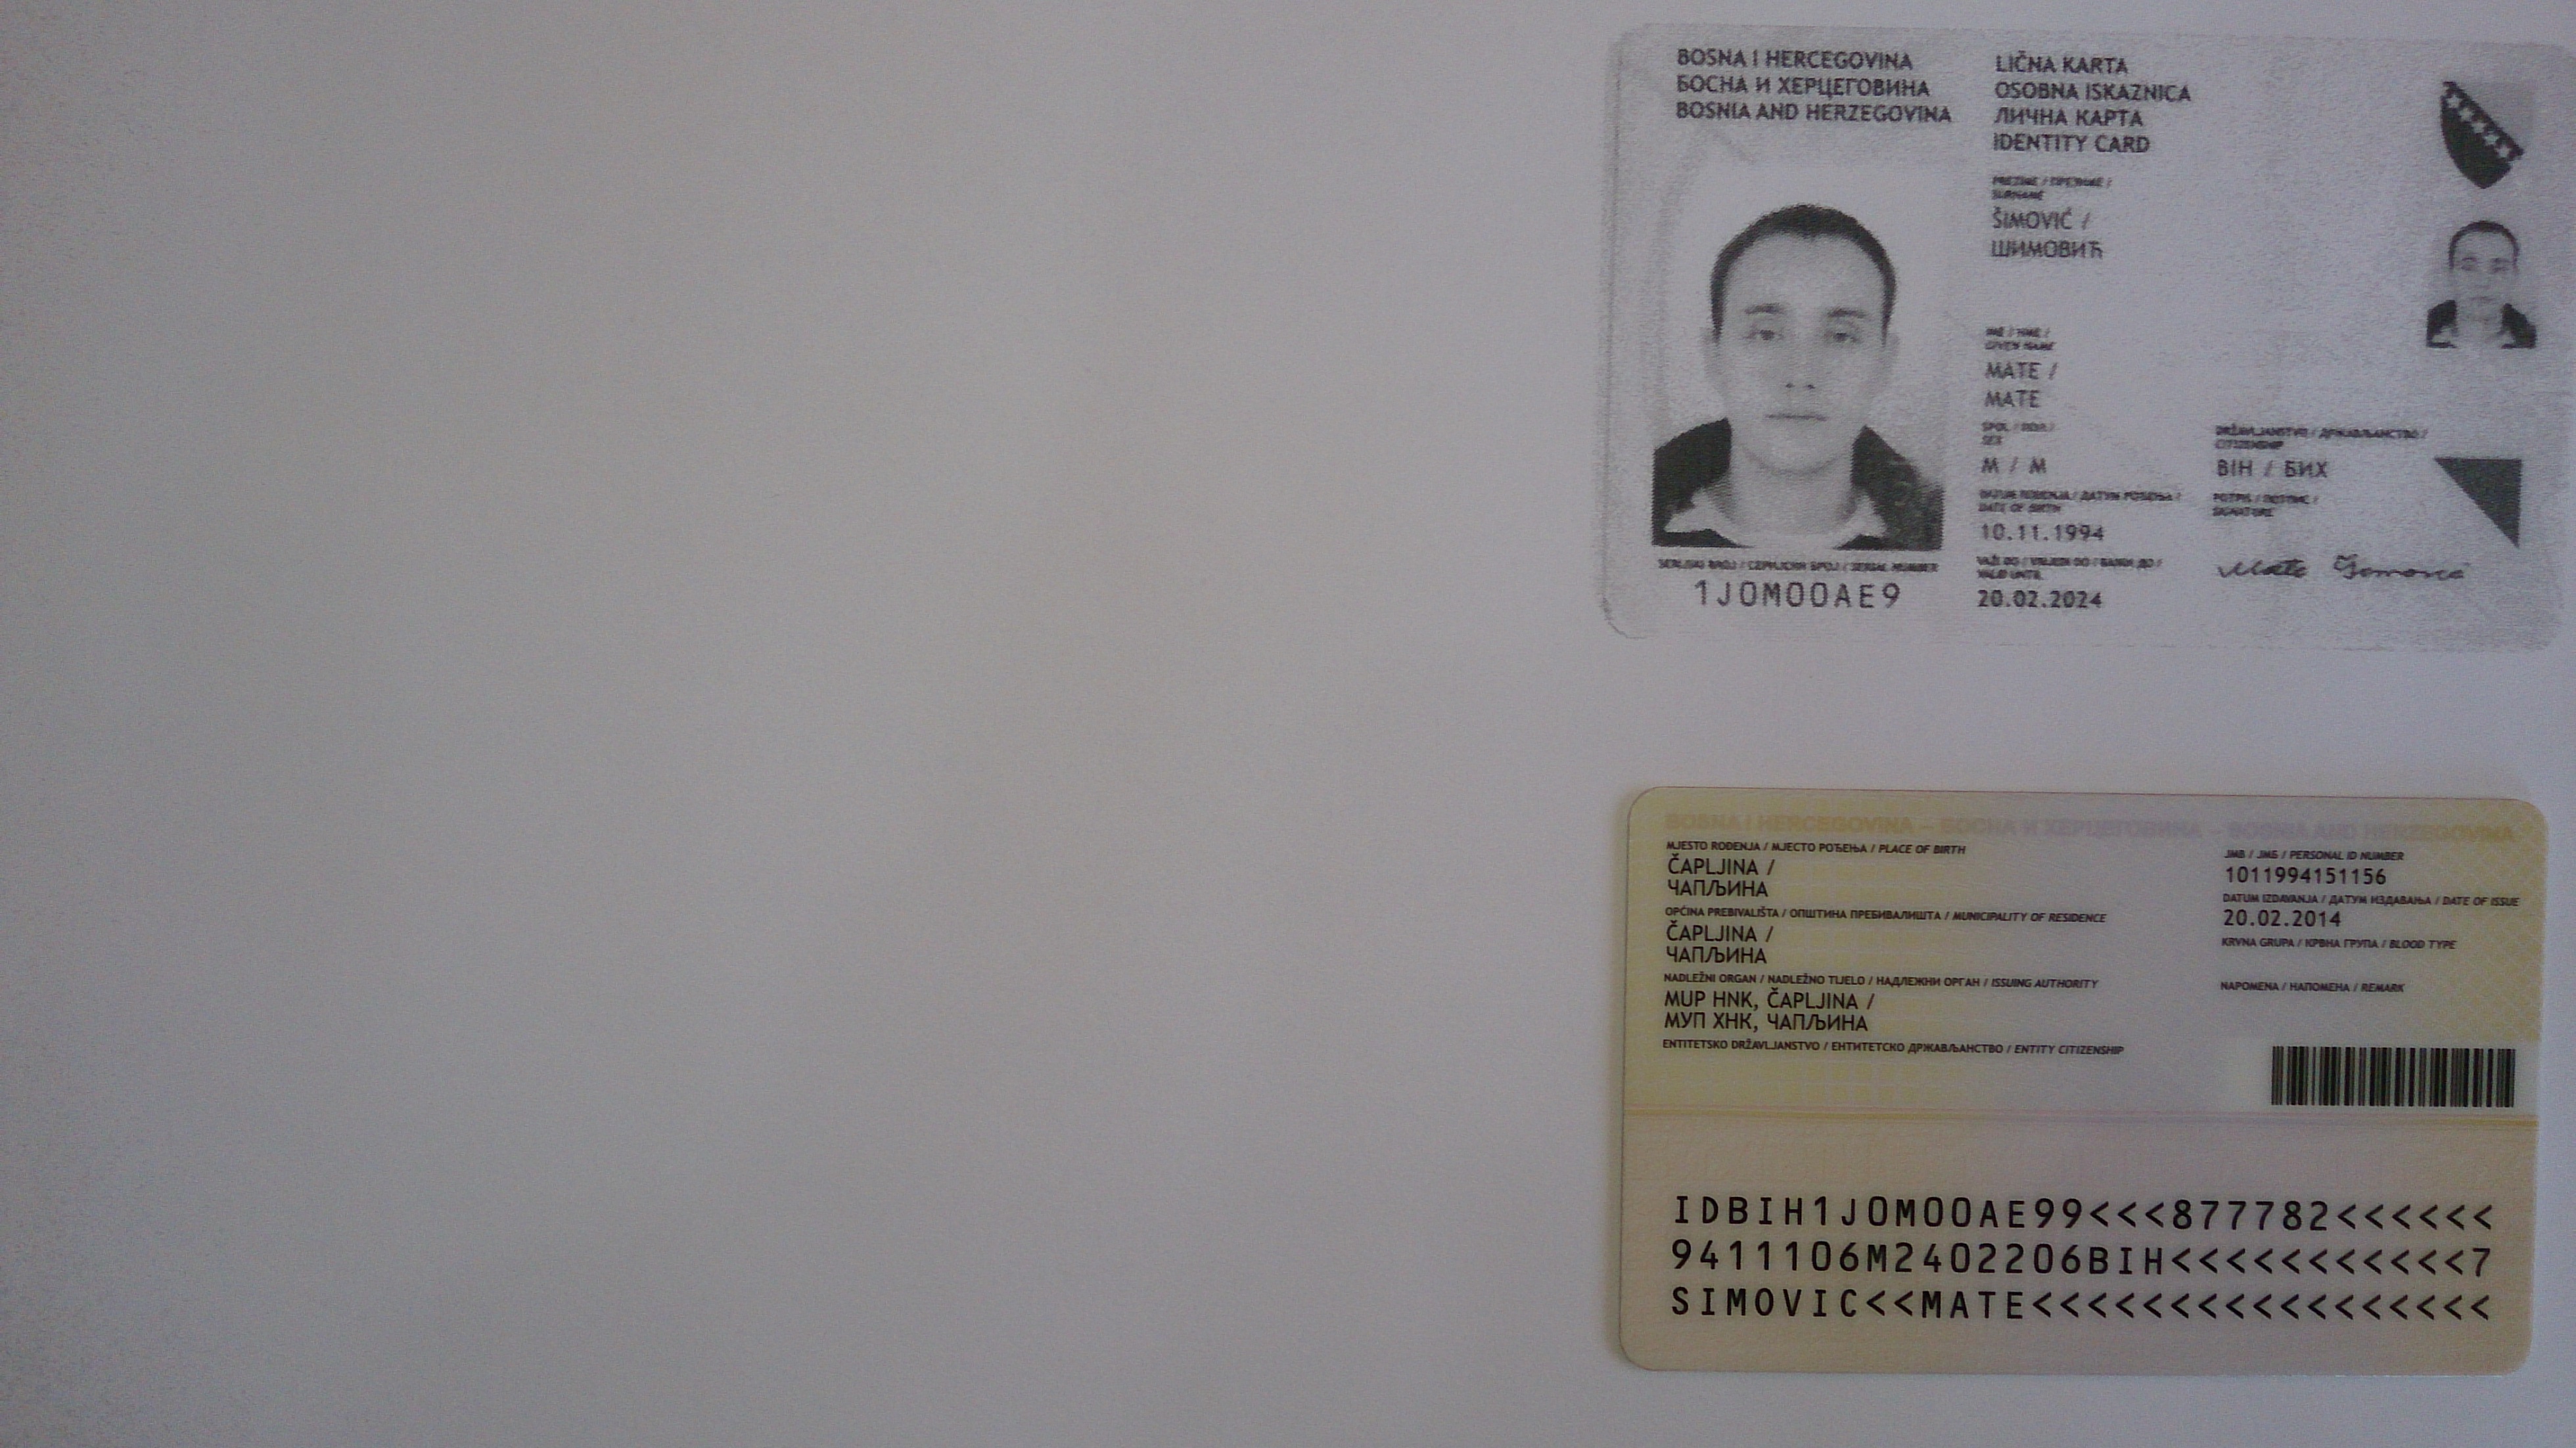 BOSNA I HERCEGOVINA
БОСНА И ХЕРЦЕГОВИНА
BOSNIA AND HERZEGOVINA
LIČNA KARTA
OSOBNA ISKAZNICA
ЛИЧНА КАРТА
IDENTITY CARD
PREZIME / ПРЕЗИМЕ /
SURNAME
ŠIMOVIĆ /
ШИМОВИЋ
IME / ИМЕ /
GIVEN NAME
MATE /
МАТЕ
SPOL / ПОЛ /
SEX
M / М
DRŽAVLJANSTVO / ДРЖАВЉАНСТВО /
CITIZENSHIP
BIH / БИХ
DATUM ROĐENJA / ДАТУМ РОЂЕЊА /
DATE OF BIRTH
10.11.1994
POTPIS / ПОТПИС /
SIGNATURE
VAŽI DO / VRIJEDI DO / ВАЖИ ДО /
VALID UNTIL
20.02.2024
SERIJSKI BROJ / СЕРИЈСКИ БРОЈ / SERIAL NUMBER
1J0M00AE9
BOSNA I HERCEGOVINA
MJESTO ROĐENJA / МЈЕСТО РОЂЕЊА / PLACE OF BIRTH
ČAPLJINA /
ЧАПЉИНА
OPĆINA PREBIVALIŠTA / ОПШТИНА ПРЕБИВАЛИШТА / MUNICIPALITY OF RESIDENCE
ČAPLJINA /
ЧАПЉИНА
NADLEŽNI ORGAN / NADLEŽNO TIJELO / НАДЛЕЖНИ ОРГАН / ISSUING AUTHORITY
MUP HNK, ČAPLJINA /
МУП ХНК, ЧАПЉИНА
ENTITETSKO DRŽAVLJANSTVO / ЕНТИТЕТСКО ДРЖАВЉАНСТВО / ENTITY CITIZENSHIP
JMB / ЈМБ / PERSONAL ID NUMBER
1011994151156
DATUM IZDAVANJA / ДАТУМ ИЗДАВАЊА / DATE OF ISSUE
20.02.2014
KRVNA GRUPA / КРВНА ГРУПА / BLOOD TYPE
NAPOMENA / НАПОМЕНА / REMARK
IDBIH1J0M00AE99<<<877782<<<<<<
9411106M2402206BIH<<<<<<<<<<<7
SIMOVIC<<MATE<<<<<<<<<<<<<<<<<